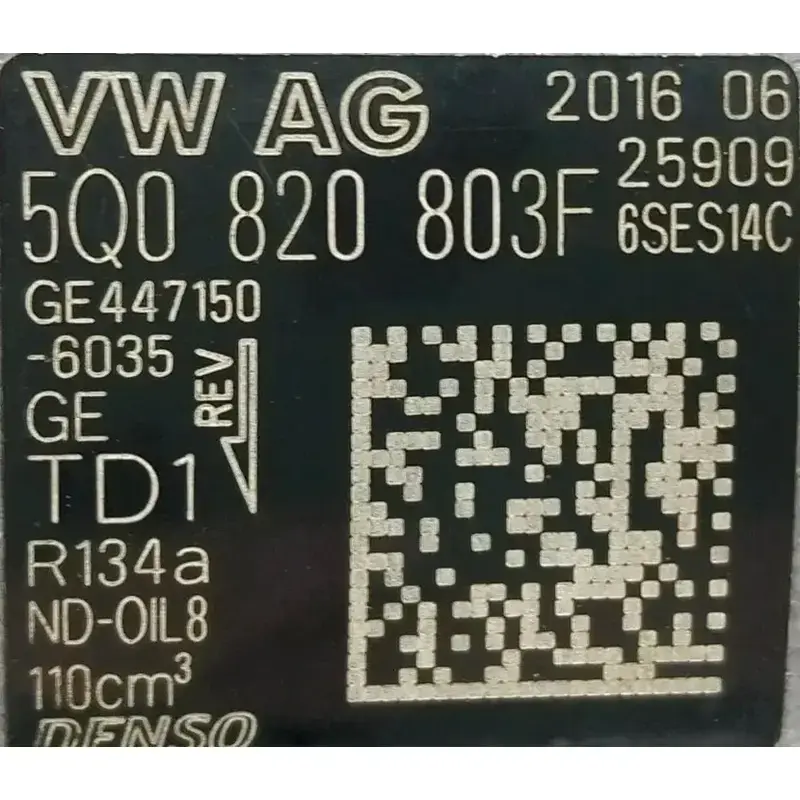 VW AG 2016 06
25909
5Q0 820 803F 6SES14C
GE447150
-6035
REV
GE
TD1
R134a
ND-OIL8
110cm³
DENSO